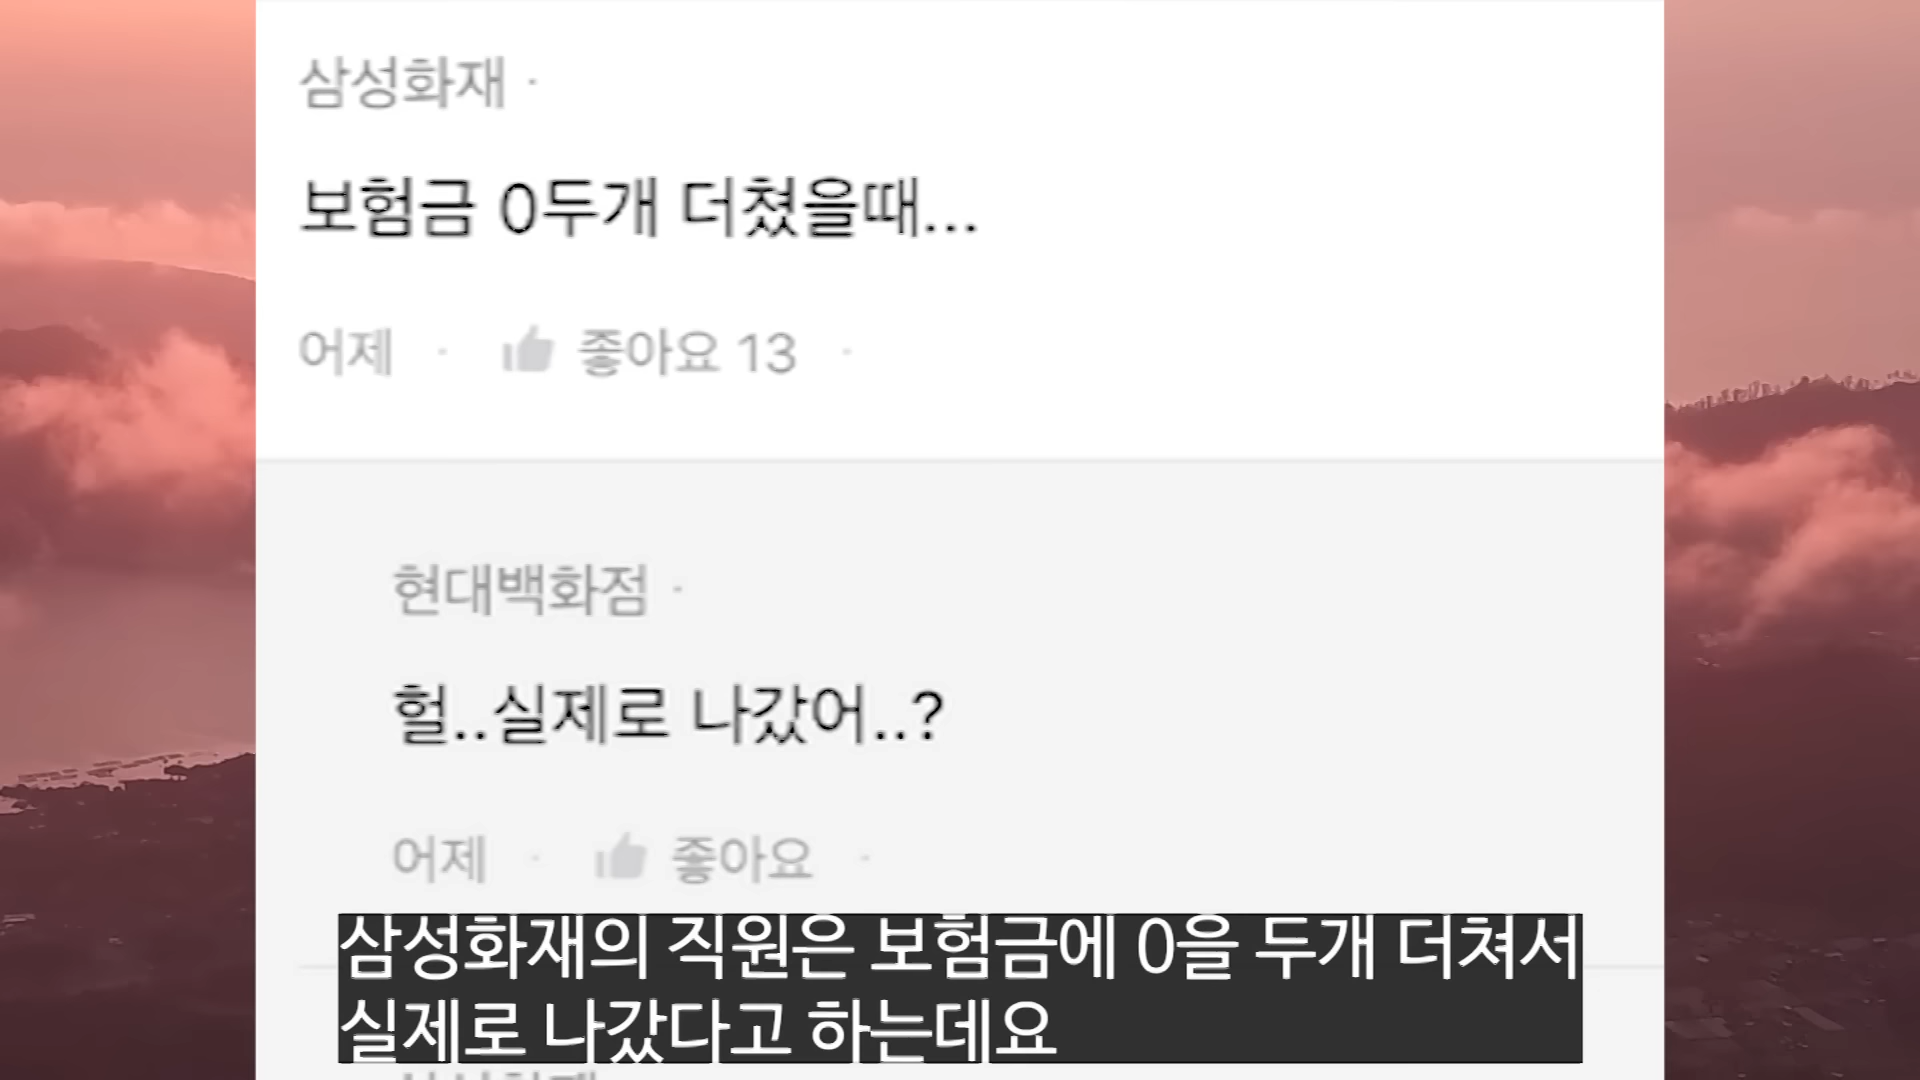 삼성화재 ·
보험금 0두개 더쳤을때...
어제 · 좋아요 13 ·
현대백화점 ·
헐..실제로 나갔어..?
어제 · 좋아요 ·
삼성화재의 직원은 보험금에 0을 두개 더쳐서
실제로 나갔다고 하는데요